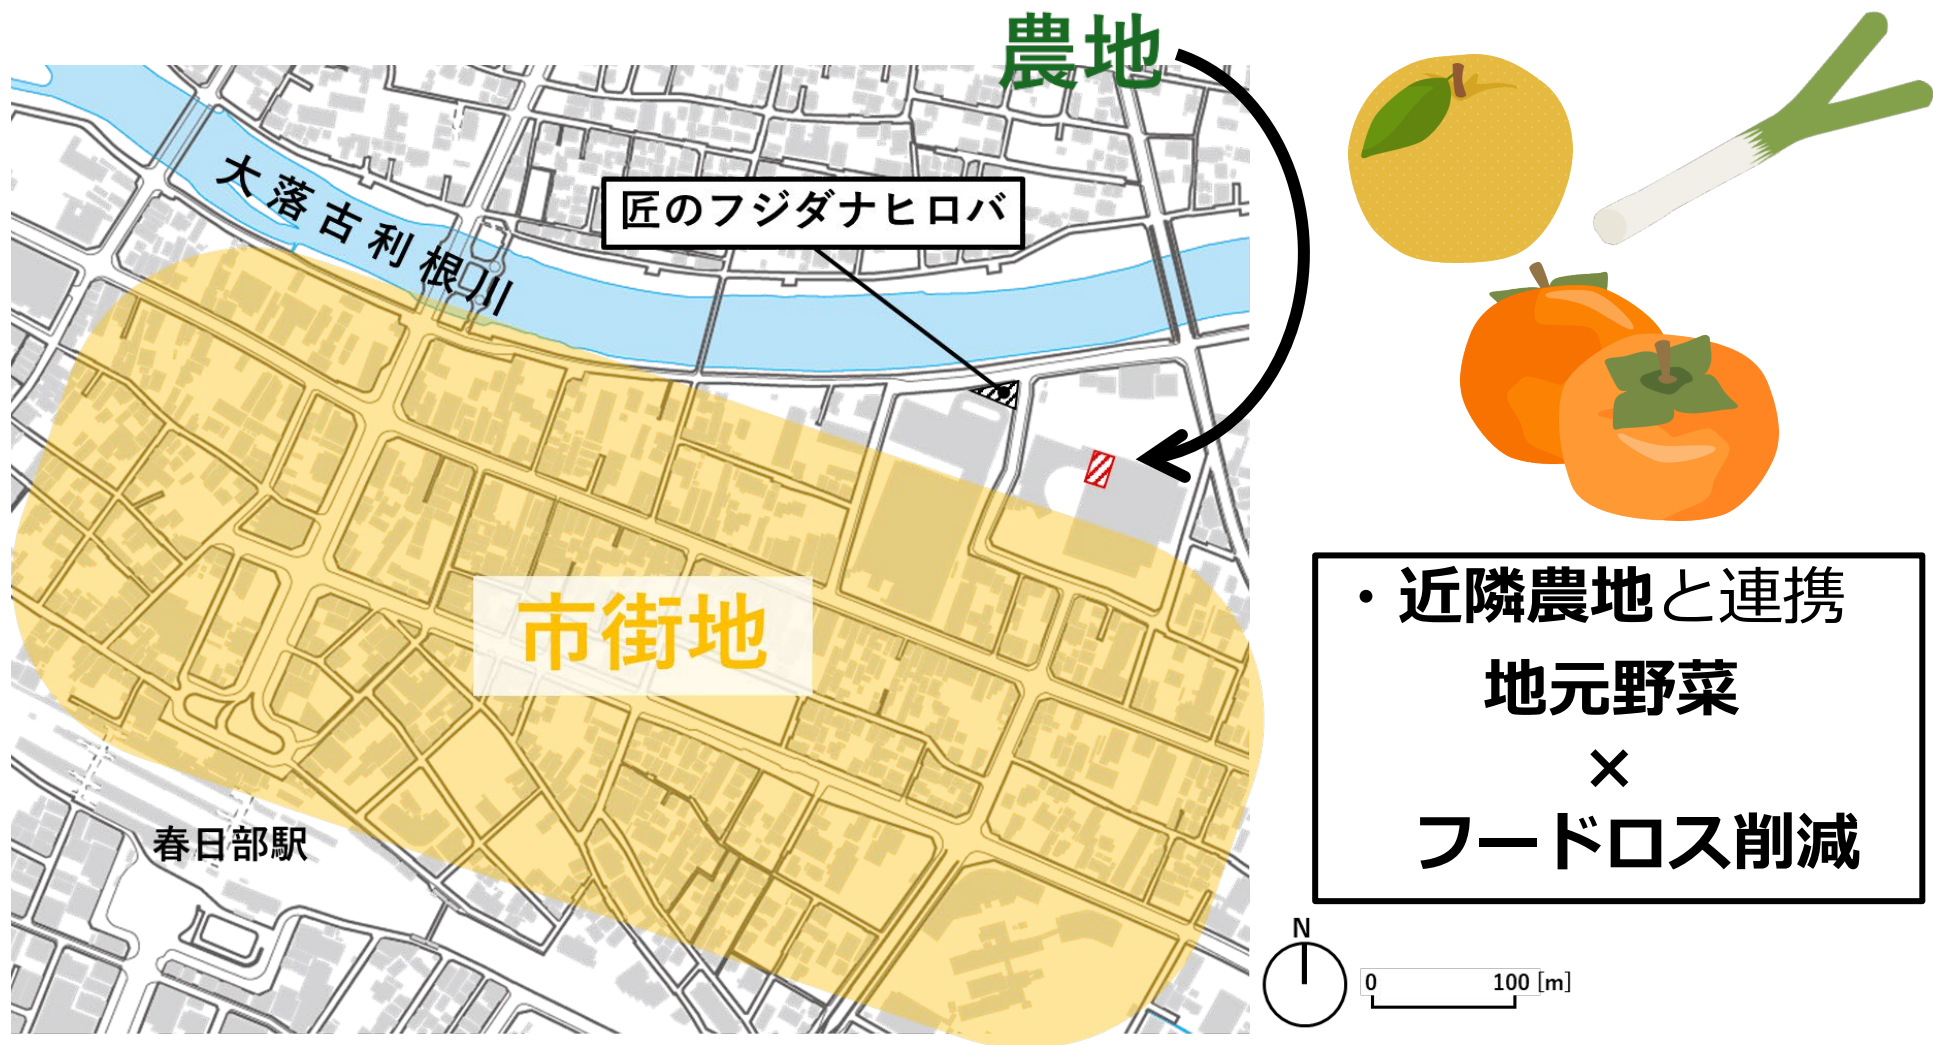 農地
大落古利根川
匠のフジダナヒロバ
市街地
春日部駅
・近隣農地と連携
地元野菜
×
フードロス削減
N
0 100 [m]